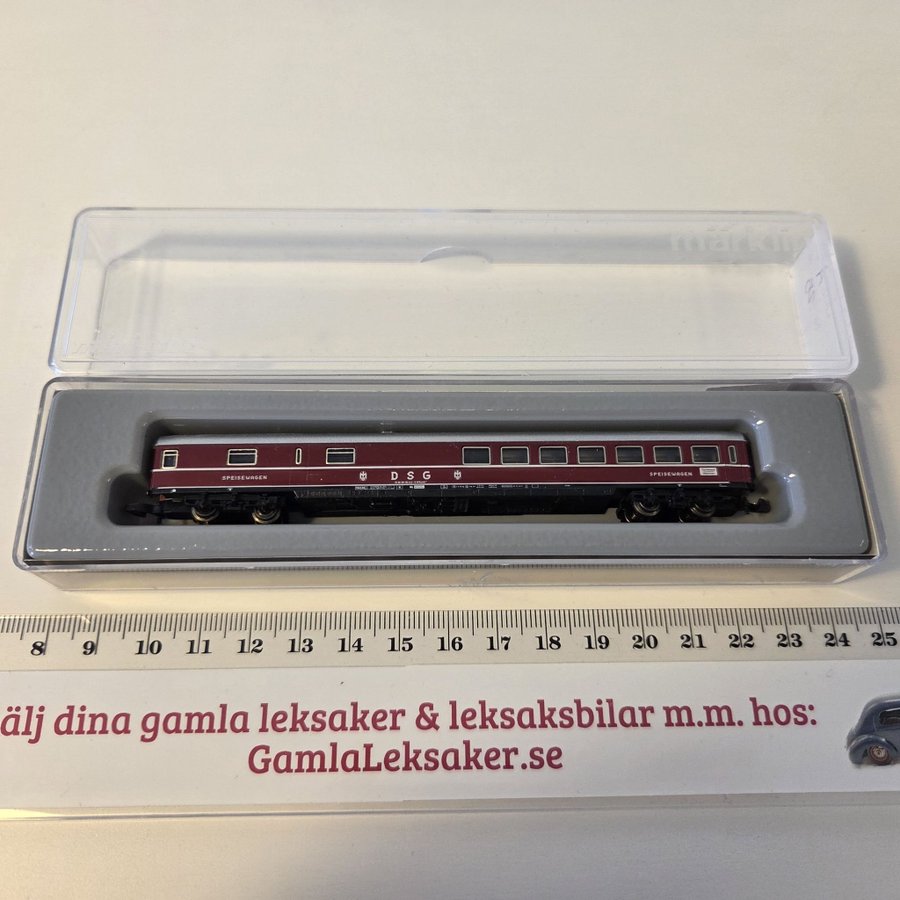 märklin
SPEISEWAGEN
D S G
SPEISEWAGEN
8 9 10 11 12 13 14 15 16 17 18 19 20 21 22 23 24 25
älj dina gamla leksaker & leksaksbilar m.m. hos:
GamlaLeksaker.se